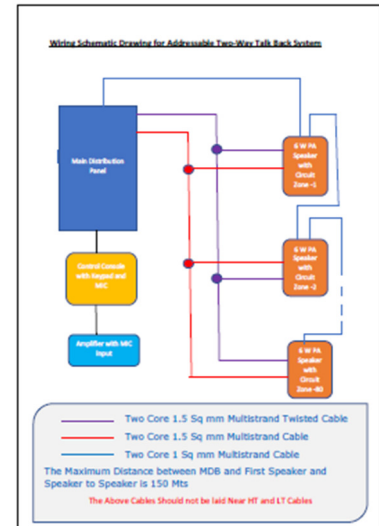 Wiring Schematic Drawing for Addressable Two-Way Talk Back System
Main Distribution
Panel
6 W PA
Speaker
with
Circuit
Zone -1
Control Console
with Keypad and
MIC
6 W PA
Speaker
with
Circuit
Zone -2
Amplifier with MIC
Input
6 W PA
Speaker
with
Circuit
Zone -80
Two Core 1.5 Sq mm Multistrand Twisted Cable
Two Core 1.5 Sq mm Multistrand Cable
Two Core 1 Sq mm Multistrand Cable
The Maximum Distance between MDB and First Speaker and
Speaker to Speaker is 150 Mts
The Above Cables Should not be laid Near HT and LT Cables